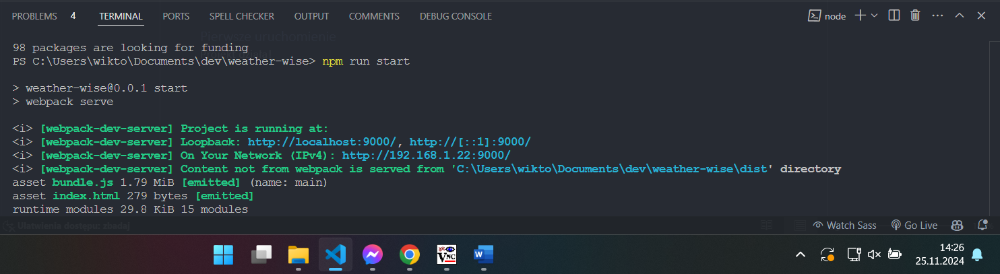 PROBLEMS 4 TERMINAL PORTS SPELL CHECKER OUTPUT COMMENTS DEBUG CONSOLE node
Pierwsze uruchomienie
98 packages are looking for funding
PS C:\Users\wikto\Documents\dev\weather-wise> npm run start
> weather-wise@0.0.1 start
> webpack serve
<i> [webpack-dev-server] Project is running at:
<i> [webpack-dev-server] Loopback: http://localhost:9000/, http://[::1]:9000/
<i> [webpack-dev-server] On Your Network (IPv4): http://192.168.1.22:9000/
<i> [webpack-dev-server] Content not from webpack is served from 'C:\Users\wikto\Documents\dev\weather-wise\dist' directory
asset bundle.js 1.79 MiB [emitted] (name: main)
asset index.html 279 bytes [emitted]
runtime modules 29.8 KiB 15 modules
Ułatwienia dostępu: zbadaj
Watch Sass Go Live
VNC
W
14:26
25.11.2024